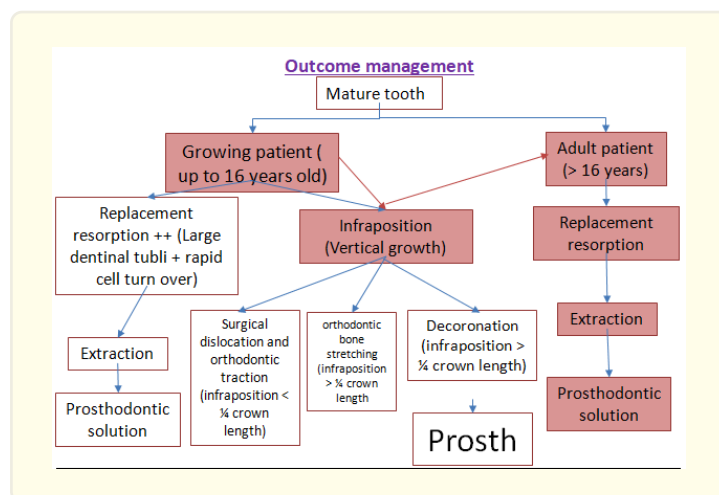 Outcome management
Mature tooth
Growing patient (
up to 16 years old)
Adult patient
(> 16 years)
Replacement
resorption ++ (Large
dentinal tubli + rapid
cell turn over)
Infraposition
(Vertical growth)
Replacement
resorption
Surgical
dislocation and
orthodontic
traction
(infraposition <
¼ crown
length)
orthodontic
bone
stretching
(infraposition
> ¼ crown
length
Decoronation
(infraposition >
¼ crown length)
Extraction
Extraction
Prosthodontic
solution
Prosth
Prosthodontic
solution